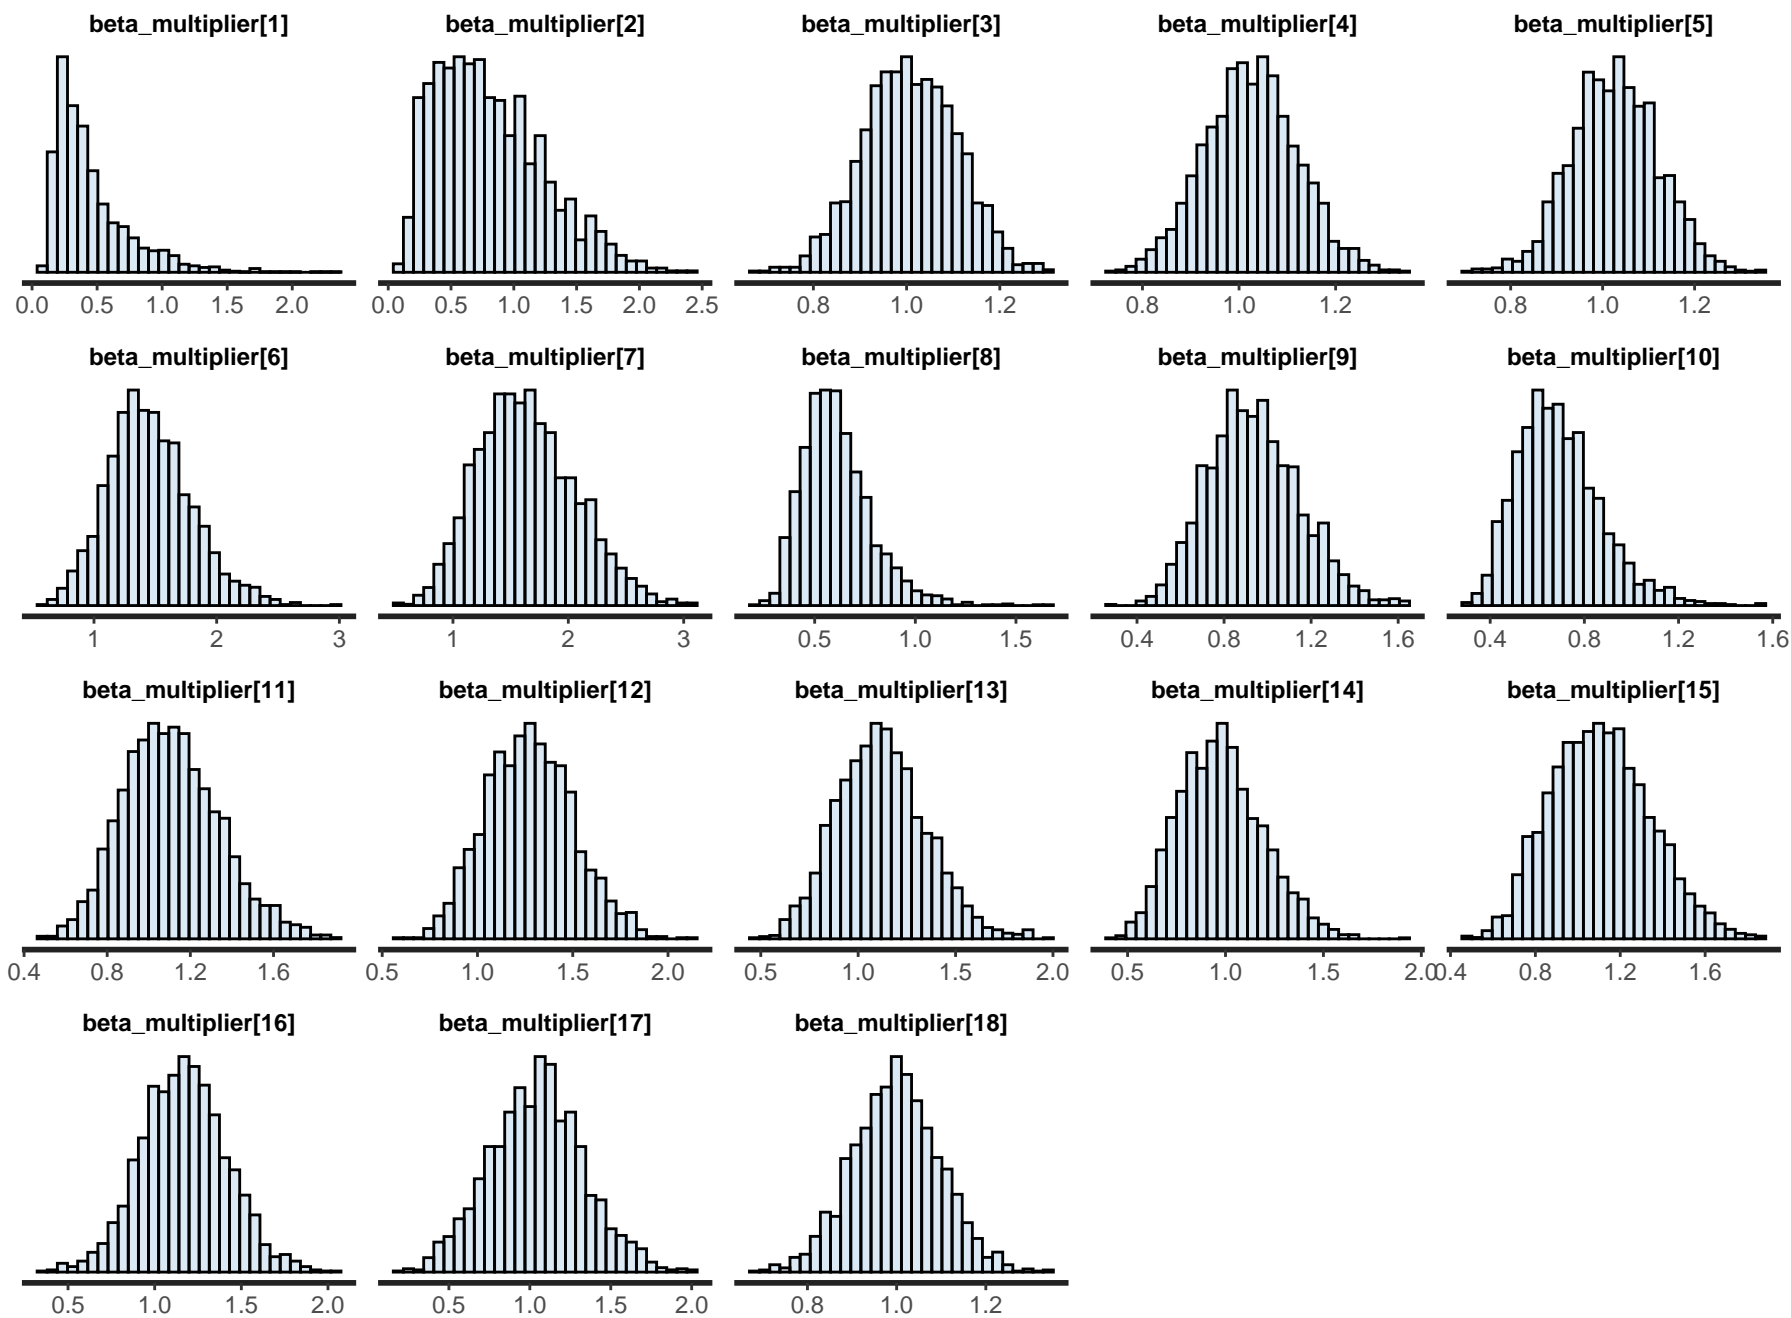 beta_multiplier[1] beta_multiplier[2] beta_multiplier[3] beta_multiplier[4] beta_multiplier[5]
0.0 0.5 1.0 1.5 2.0 0.0 0.5 1.0 1.5 2.0 2.5 0.8 1.0 1.2 0.8 1.0 1.2 0.8 1.0 1.2
beta_multiplier[6] beta_multiplier[7] beta_multiplier[8] beta_multiplier[9] beta_multiplier[10]
1 2 3 1 2 3 0.5 1.0 1.5 0.4 0.8 1.2 1.6 0.4 0.8 1.2 1.6
beta_multiplier[11] beta_multiplier[12] beta_multiplier[13] beta_multiplier[14] beta_multiplier[15]
0.4 0.8 1.2 1.6 0.5 1.0 1.5 2.0 0.5 1.0 1.5 2.0 0.5 1.0 1.5 2.0 0.4 0.8 1.2 1.6
beta_multiplier[16] beta_multiplier[17] beta_multiplier[18]
0.5 1.0 1.5 2.0 0.5 1.0 1.5 2.0 0.8 1.0 1.2